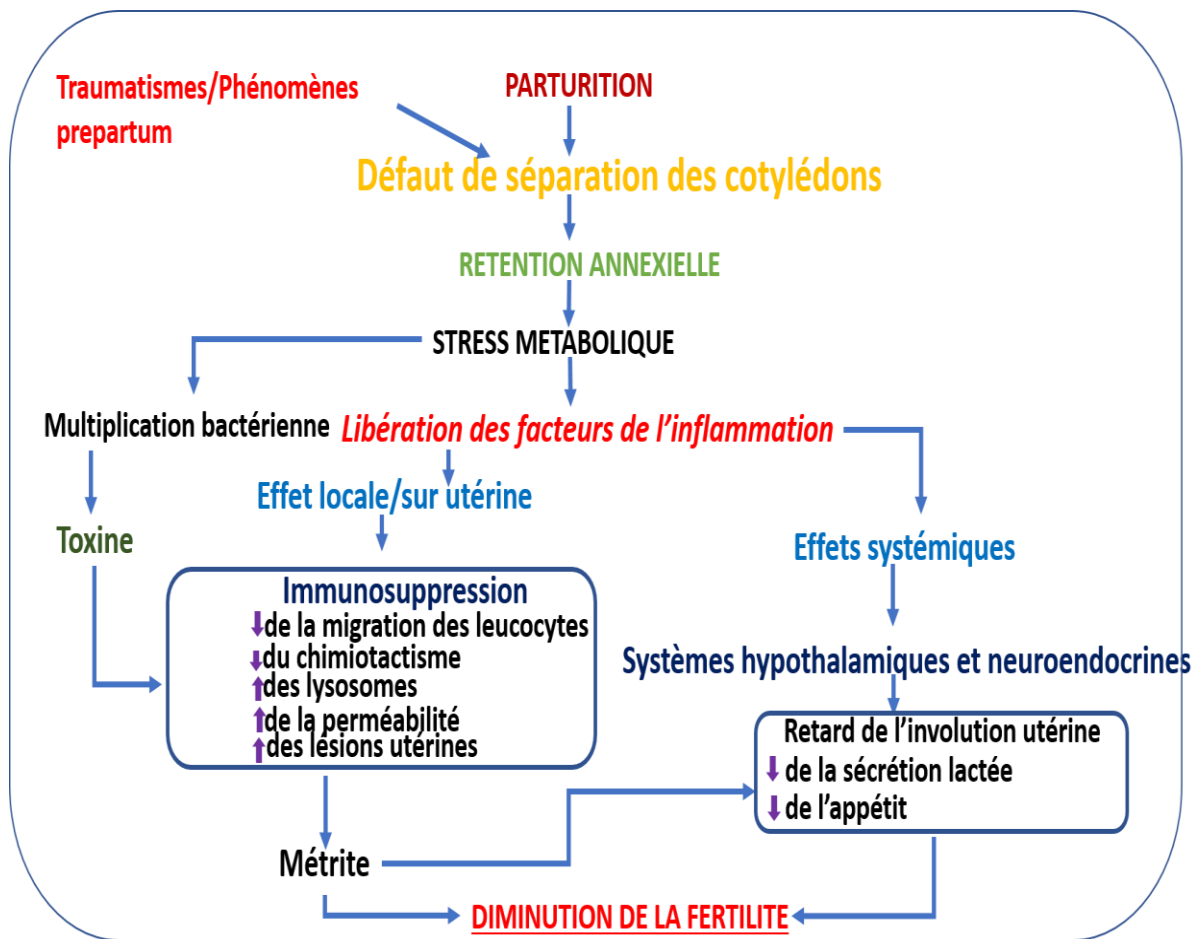 Traumatismes/Phénomènes
prepartum
PARTURITION
Défaut de séparation des cotylédons
RETENTION ANNEXIELLE
STRESS METABOLIQUE
Multiplication bactérienne
Libération des facteurs de l’inflammation
Effet locale/sur utérine
Toxine
Effets systémiques
Immunosuppression
de la migration des leucocytes
du chimiotactisme
des lysosomes
de la perméabilité
des lésions utérines
Systèmes hypothalamiques et neuroendocrines
Retard de l’involution utérine
de la sécrétion lactée
de l’appétit
Métrite
DIMINUTION DE LA FERTILITE